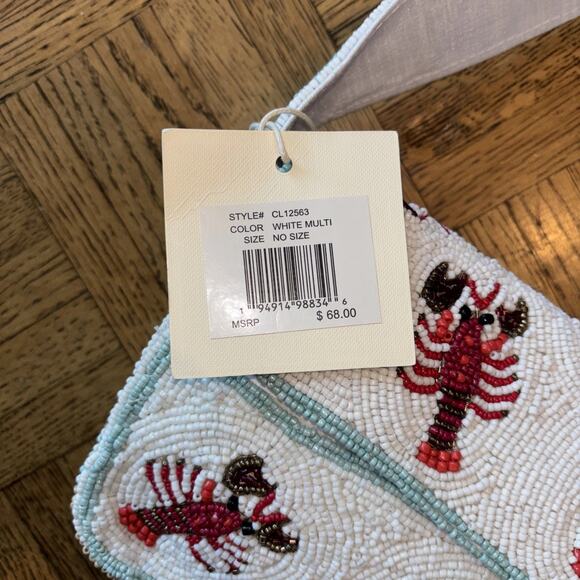 STYLE# CL12563
COLOR WHITE MULTI
SIZE NO SIZE
1 94914 98834 6
MSRP $ 68.00